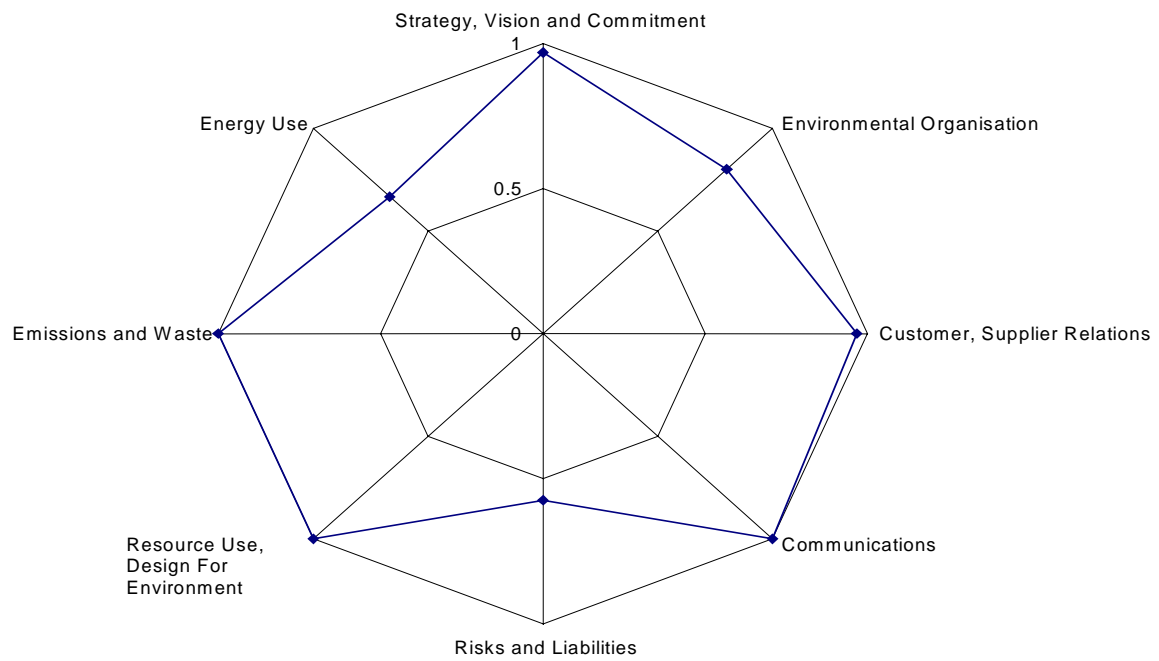 Strategy, Vision and Commitment
1
Energy Use
Environmental Organisation
0.5
Emissions and Waste
0
Customer, Supplier Relations
Resource Use,
Design For
Environment
Communications
Risks and Liabilities